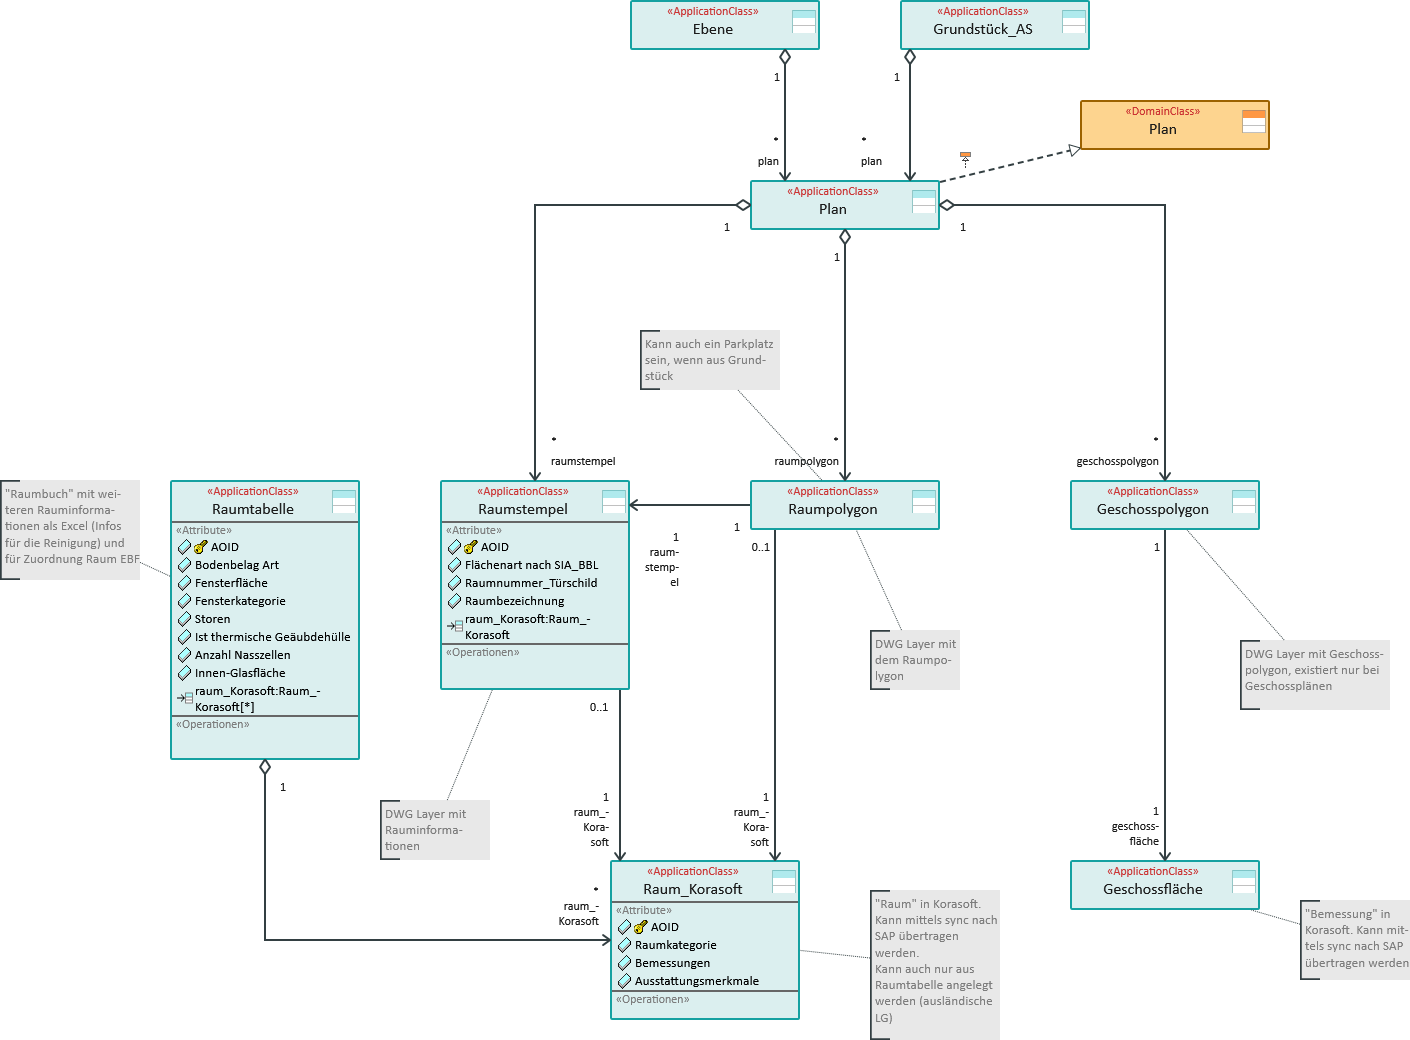 «ApplicationClass»
Ebene
«ApplicationClass»
Grundstück_AS
1
1
«DomainClass»
Plan
*
plan
*
plan
«ApplicationClass»
Plan
1
1
1
Kann auch ein Parkplatz
sein, wenn aus Grund-
stück
*
raumstempel
*
raumpolygon
*
geschosspolygon
"Raumbuch" mit wei-
teren Rauminforma-
tionen als Excel (Infos
für die Reinigung) und
für Zuordnung Raum EBF
«ApplicationClass»
Raumtabelle
«Attribute»
AOID
Bodenbelag Art
Fensterfläche
Fensterkategorie
Storen
Ist thermische Geäubdehülle
Anzahl Nasszellen
Innen-Glasfläche
raum_Korasoft:Raum_-
Korasoft[*]
«Operationen»
«ApplicationClass»
Raumstempel
«Attribute»
AOID
Flächenart nach SIA_BBL
Raumnummer_Türschild
Raumbezeichnung
raum_Korasoft:Raum_-
Korasoft
«Operationen»
«ApplicationClass»
Raumpolygon
«ApplicationClass»
Geschosspolygon
1
1
raum-
stemp-
el
0..1
1
DWG Layer mit
dem Raumpo-
lygon
DWG Layer mit Geschoss-
polygon, existiert nur bei
Geschossplänen
0..1
1
DWG Layer mit
Rauminforma-
tionen
1
raum_-
Kora-
soft
1
raum_-
Kora-
soft
1
geschoss-
fläche
*
raum_-
Korasoft
«ApplicationClass»
Raum_Korasoft
«Attribute»
AOID
Raumkategorie
Bemessungen
Ausstattungsmerkmale
«Operationen»
"Raum" in Korasoft.
Kann mittels sync nach
SAP übertragen
werden.
Kann auch nur aus
Raumtabelle angelegt
werden (ausländische
LG)
«ApplicationClass»
Geschossfläche
"Bemessung" in
Korasoft. Kann mit-
tels sync nach SAP
übertragen werden